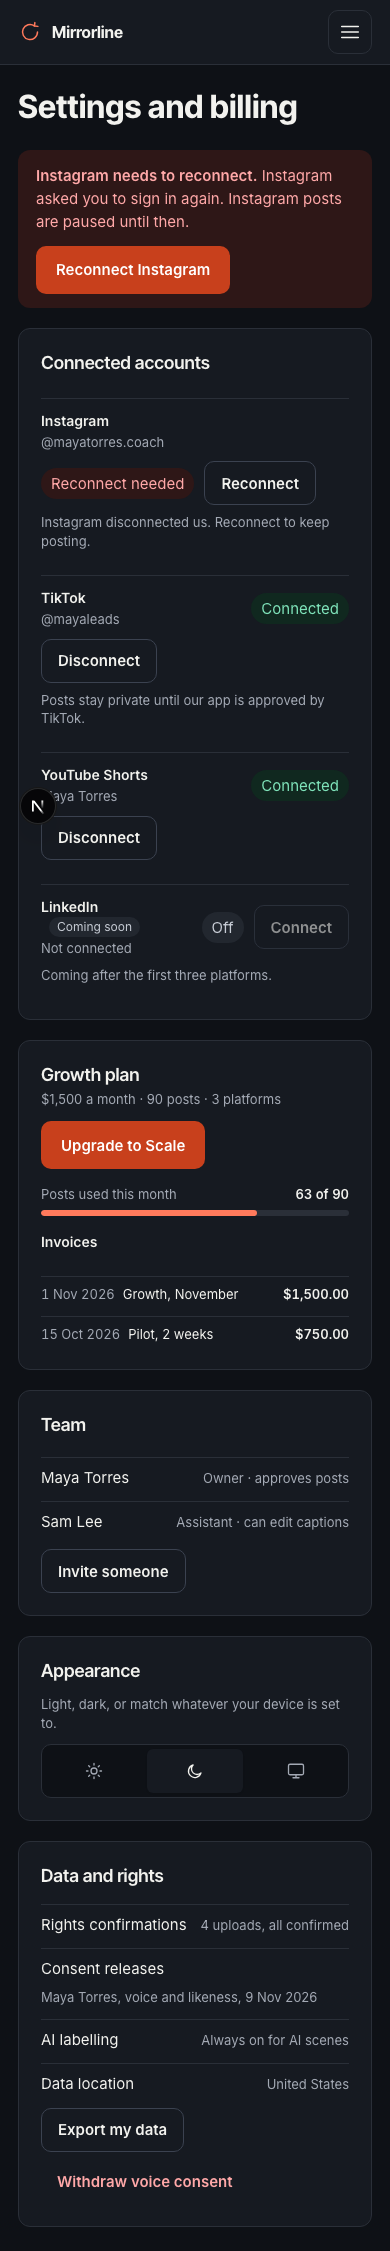 Mirrorline
Settings and billing
Instagram needs to reconnect. Instagram
asked you to sign in again. Instagram posts
are paused until then.
Reconnect Instagram
Connected accounts
Instagram
@mayatorres.coach
Reconnect needed
Reconnect
Instagram disconnected us. Reconnect to keep
posting.
TikTok
@mayaleads
Connected
Disconnect
Posts stay private until our app is approved by
TikTok.
YouTube Shorts
Torres
Connected
Disconnect
LinkedIn
Coming soon
Not connected
Off
Connect
Coming after the first three platforms.
Growth plan
$1,500 a month · 90 posts · 3 platforms
Upgrade to Scale
Posts used this month 63 of 90
Invoices
1 Nov 2026 Growth, November $1,500.00
15 Oct 2026 Pilot, 2 weeks $750.00
Team
Maya Torres Owner · approves posts
Sam Lee Assistant · can edit captions
Invite someone
Appearance
Light, dark, or match whatever your device is set
to.
Data and rights
Rights confirmations 4 uploads, all confirmed
Consent releases
Maya Torres, voice and likeness, 9 Nov 2026
AI labelling Always on for AI scenes
Data location United States
Export my data
Withdraw voice consent